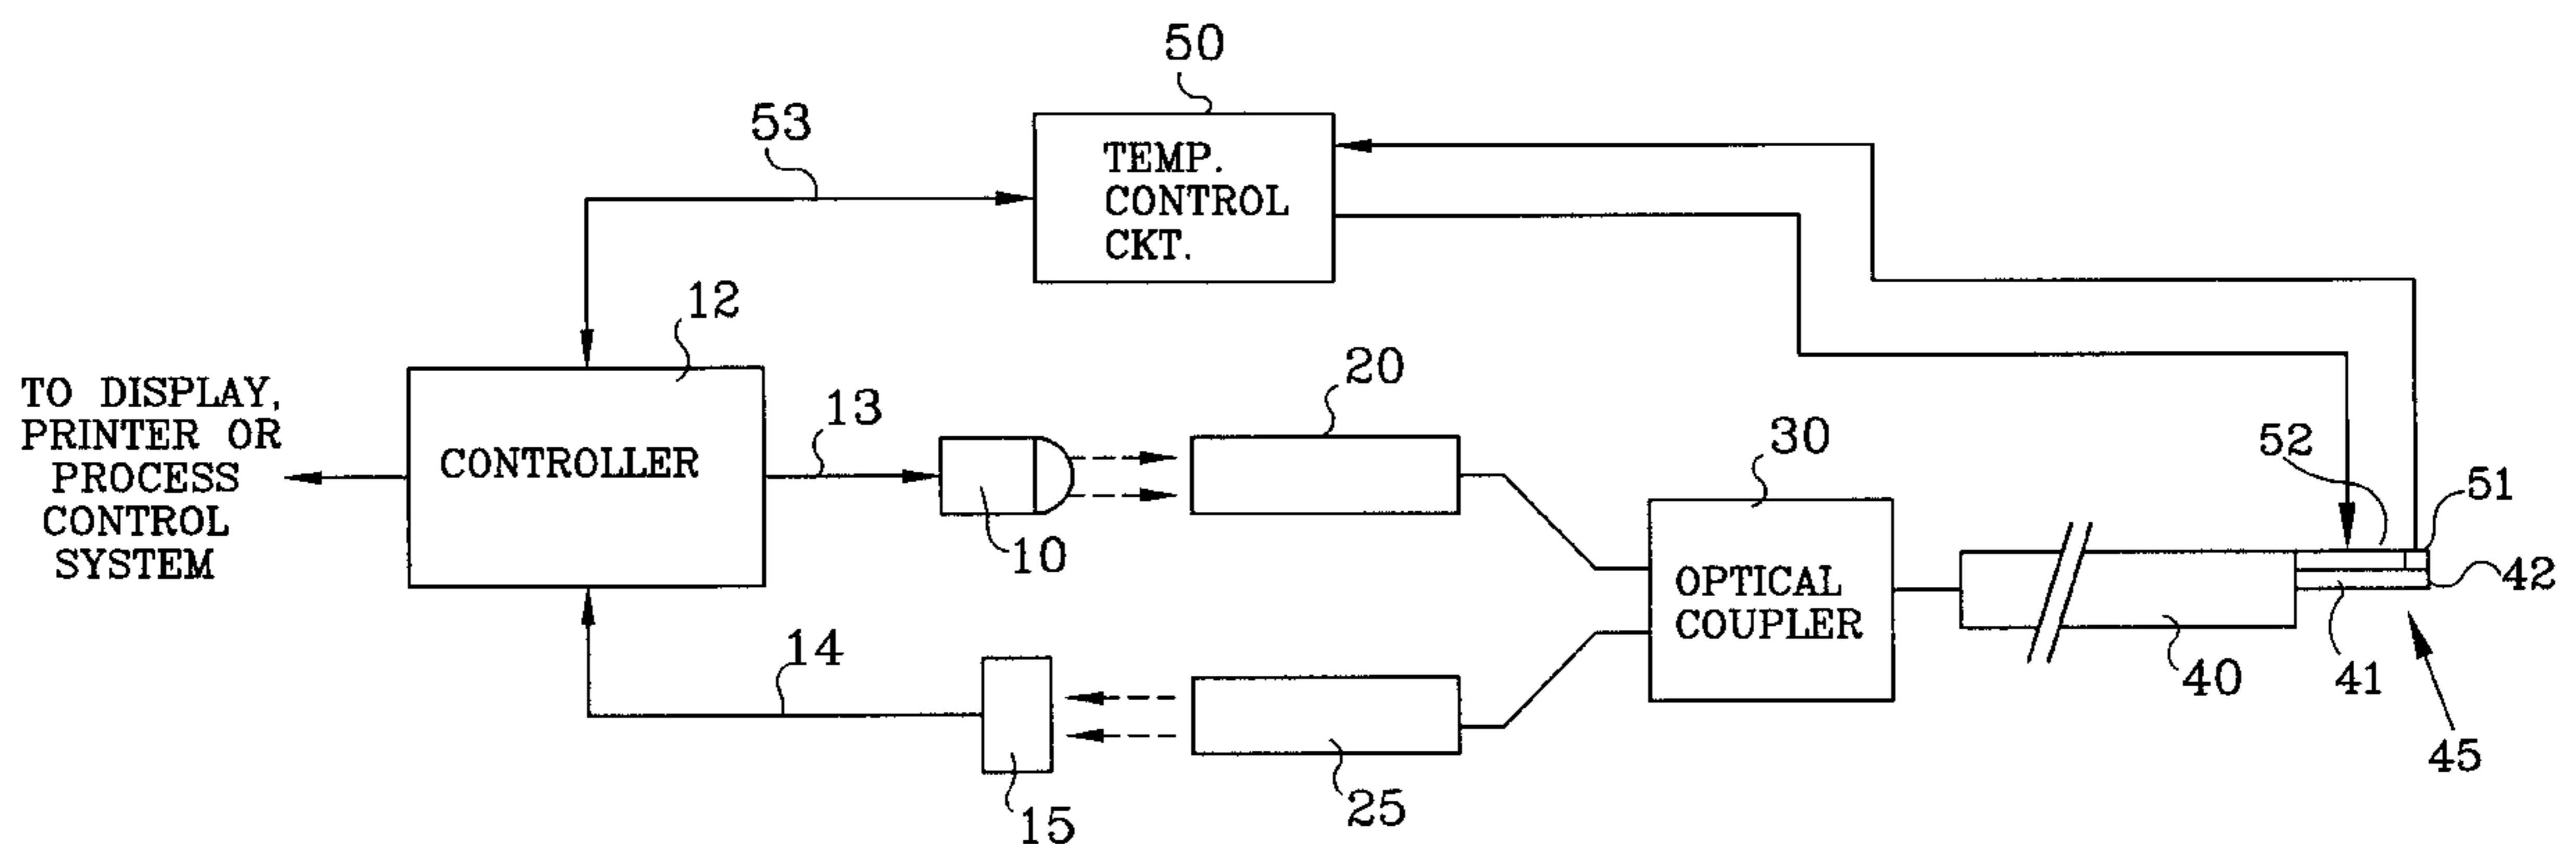 50
53
TEMP.
CONTROL
CKT.
12
TO DISPLAY,
PRINTER OR
PROCESS
CONTROL
SYSTEM
CONTROLLER
13
10
20
30
OPTICAL
COUPLER
52
51
42
41
40
45
14
15
25